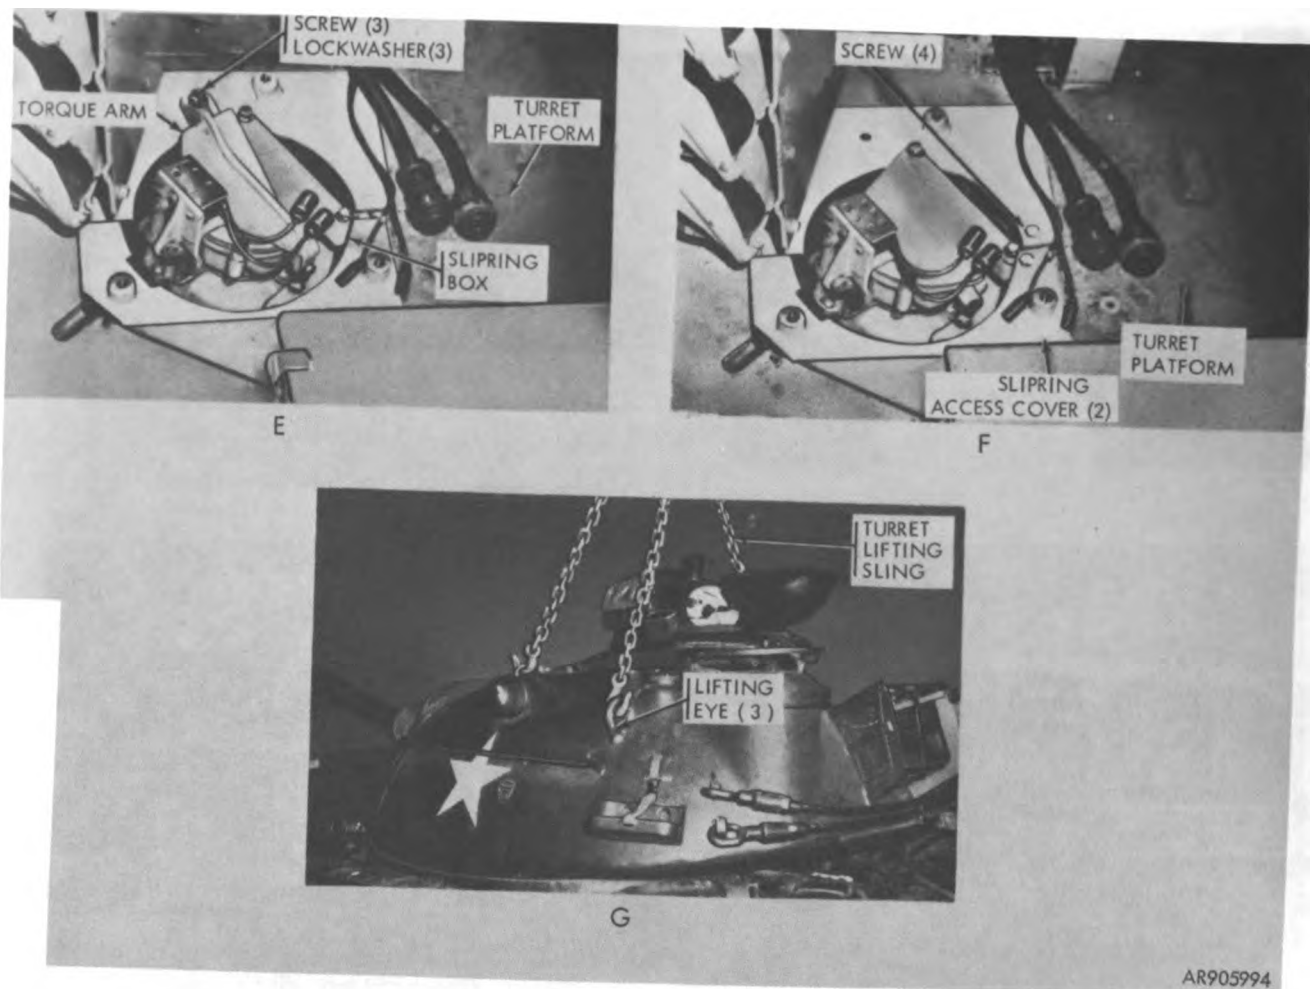 SCREW (3)
LOCKWASHER(3)
TORQUE ARM
TURRET
PLATFORM
SLIPRING
BOX
E
SCREW (4)
TURRET
PLATFORM
SLIPRING
ACCESS COVER (2)
F
TURRET
LIFTING
SLING
LIFTING
EYE ( 3 )
G
AR905994